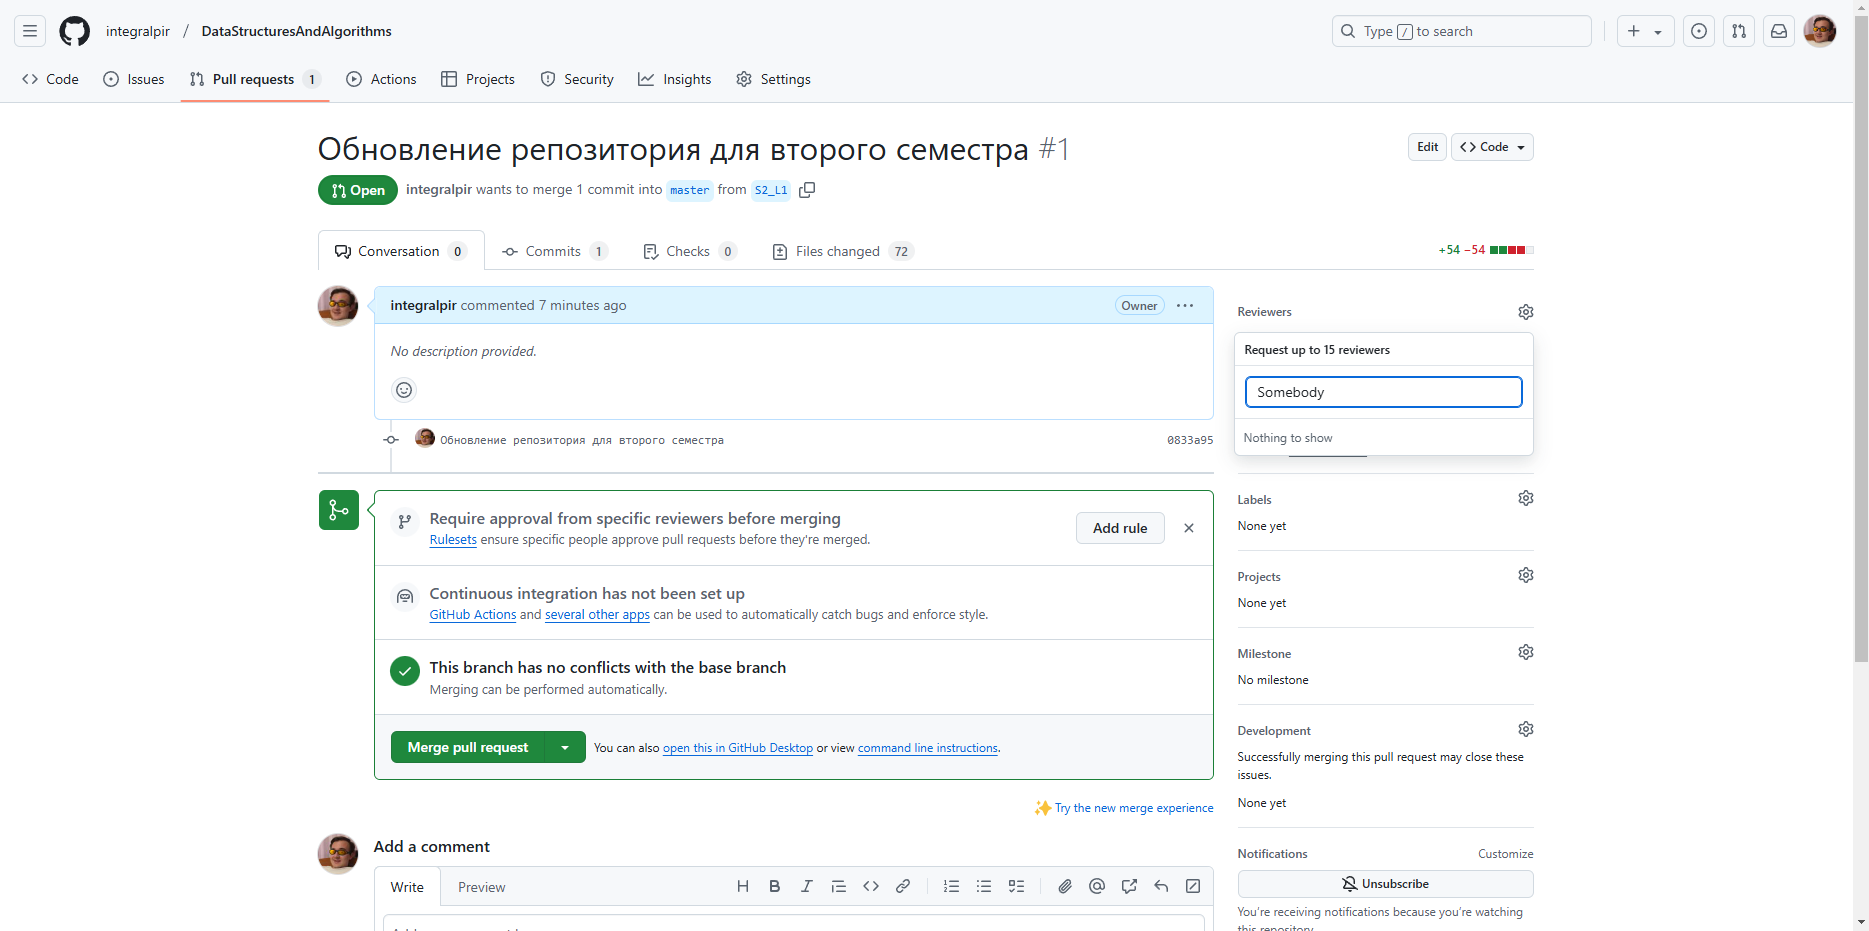 integralpir / DataStructuresAndAlgorithms
Type / to search
Code
Issues
Pull requests 1
Actions
Projects
Security
Insights
Settings
Обновление репозитория для второго семестра #1
Edit
Code
Open
integralpir wants to merge 1 commit into master from S2_L1
Conversation 0
Commits 1
Checks 0
Files changed 72
+54 −54
integralpir commented 7 minutes ago
Owner
No description provided.
Обновление репозитория для второго семестра
0833a95
Require approval from specific reviewers before merging
Rulesets ensure specific people approve pull requests before they're merged.
Add rule
Continuous integration has not been set up
GitHub Actions and several other apps can be used to automatically catch bugs and enforce style.
This branch has no conflicts with the base branch
Merging can be performed automatically.
Merge pull request
You can also open this in GitHub Desktop or view command line instructions.
Try the new merge experience
Add a comment
Write
Preview
Reviewers
Request up to 15 reviewers
Somebody
Nothing to show
Labels
None yet
Projects
None yet
Milestone
No milestone
Development
Successfully merging this pull request may close these
issues.
None yet
Notifications
Customize
Unsubscribe
You're receiving notifications because you're watching
this repository.